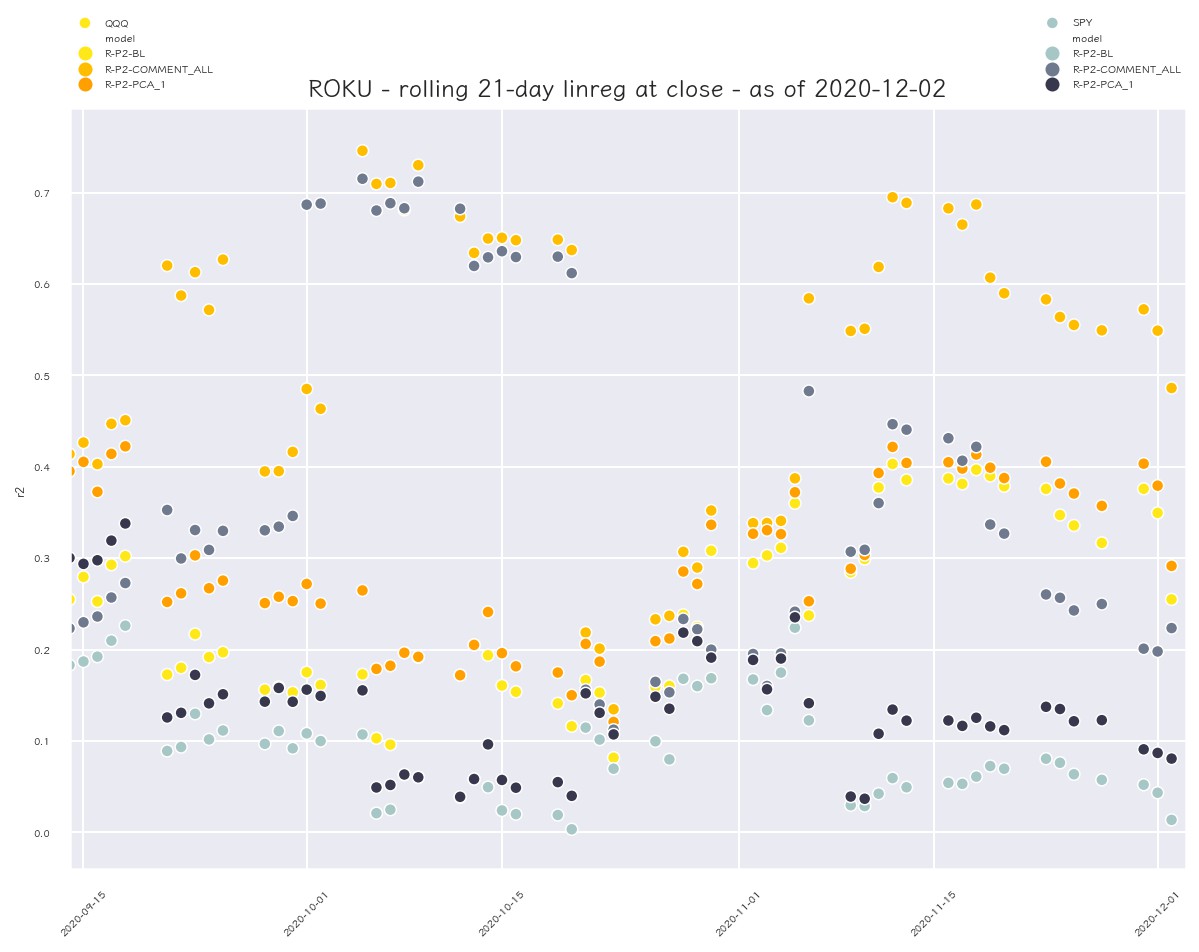 QQQ
model
R-P2-BL
R-P2-COMMENT_ALL
R-P2-PCA_1
SPY
model
R-P2-BL
R-P2-COMMENT_ALL
R-P2-PCA_1
ROKU - rolling 21-day linreg at close - as of 2020-12-02
0.7
0.6
0.5
0.4
0.3
0.2
0.1
0.0
r2
2020-09-15
2020-10-01
2020-10-15
2020-11-01
2020-11-15
2020-12-01